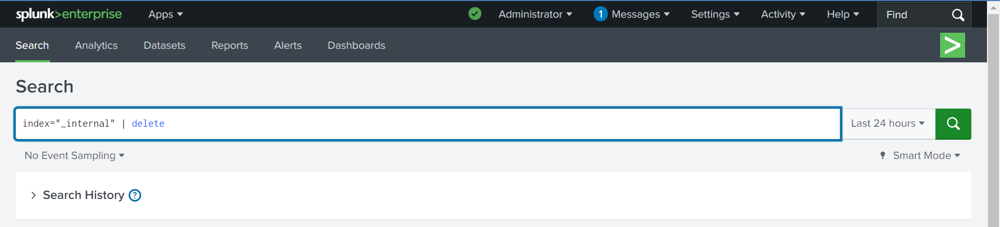 splunk>enterprise Apps Administrator 1 Messages Settings Activity Help Find
Search Analytics Datasets Reports Alerts Dashboards >
Search
index="_internal" | delete Last 24 hours
No Event Sampling Smart Mode
> Search History ?